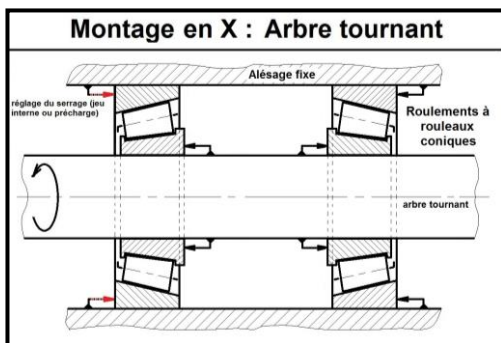 Montage en X : Arbre tournant
Alésage fixe
réglage du serrage (jeu
interne ou précharge)
Roulements à
rouleaux
coniques
arbre tournant